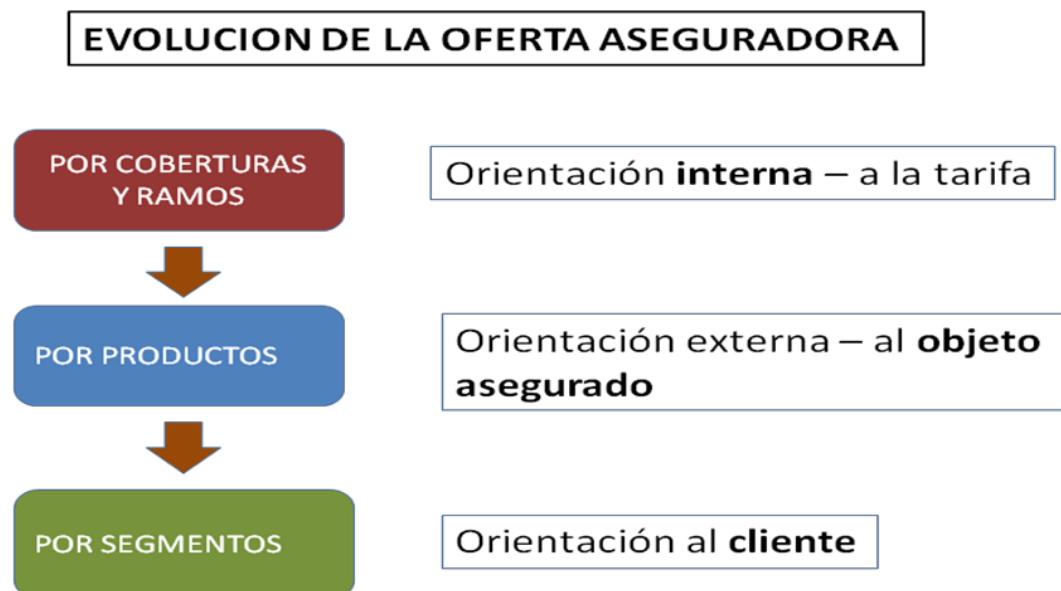 EVOLUCION DE LA OFERTA ASEGURADORA
POR COBERTURAS
Y RAMOS
Orientación interna – a la tarifa
POR PRODUCTOS
Orientación externa – al objeto
asegurado
POR SEGMENTOS
Orientación al cliente